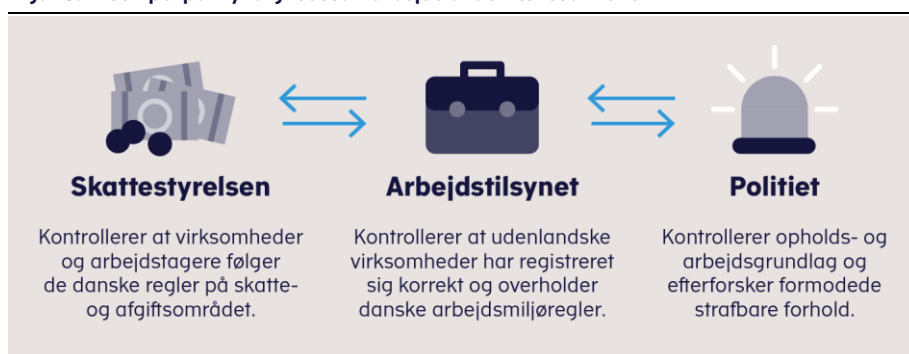 Skattestyrelsen
Kontrollerer at virksomheder
og arbejdstagere følger
de danske regler på skatte-
og afgiftsområdet.
Arbejdstilsynet
Kontrollerer at udenlandske
virksomheder har registreret
sig korrekt og overholder
danske arbejdsmiljøregler.
Politiet
Kontrollerer opholds- og
arbejdsgrundlag og
efterforsker formodede
strafbare forhold.